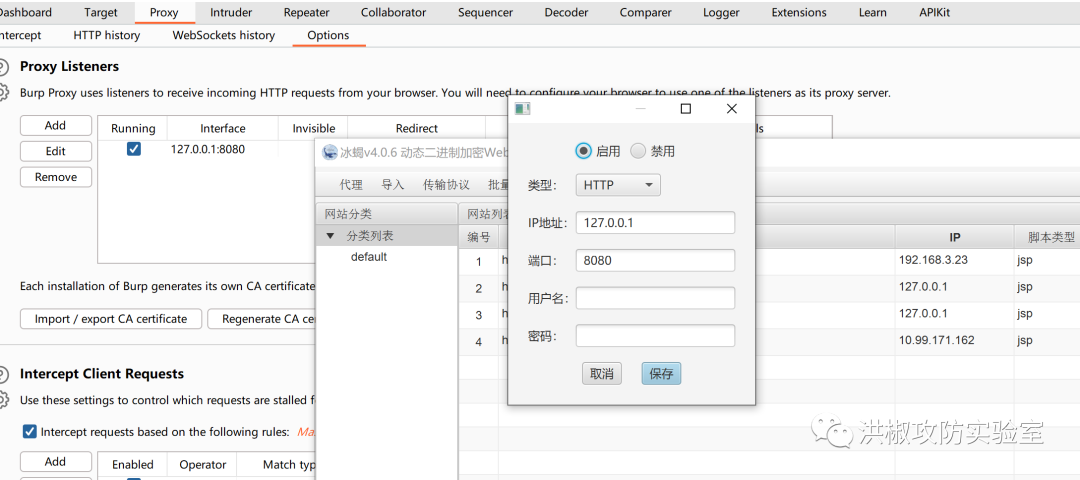 Dashboard Target Proxy Intruder Repeater Collaborator Sequencer Decoder Comparer Logger Extensions Learn APIKit
ntercept HTTP history WebSockets history Options
Proxy Listeners
Burp Proxy uses listeners to receive incoming HTTP requests from your browser. You will need to configure your browser to use one of the listeners as its proxy server.
Add
Edit
Remove
Running Interface Invisible Redirect ls
127.0.0.1:8080
冰蝎v4.0.6 动态二进制加密Web
代理 导入 传输协议 批量
网站分类
分类列表
default
网站列表
编号 IP 脚本类型
1 h 192.168.3.23 jsp
2 h 127.0.0.1 jsp
3 h 127.0.0.1 jsp
4 h 10.99.171.162 jsp
启用 禁用
类型: HTTP
IP地址: 127.0.0.1
端口: 8080
用户名:
密码:
取消 保存
Each installation of Burp generates its own CA certificate
Import / export CA certificate Regenerate CA cer
Intercept Client Requests
Use these settings to control which requests are stalled f
Intercept requests based on the following rules: Ma
Add
Enabled Operator Match typ
洪椒攻防实验室